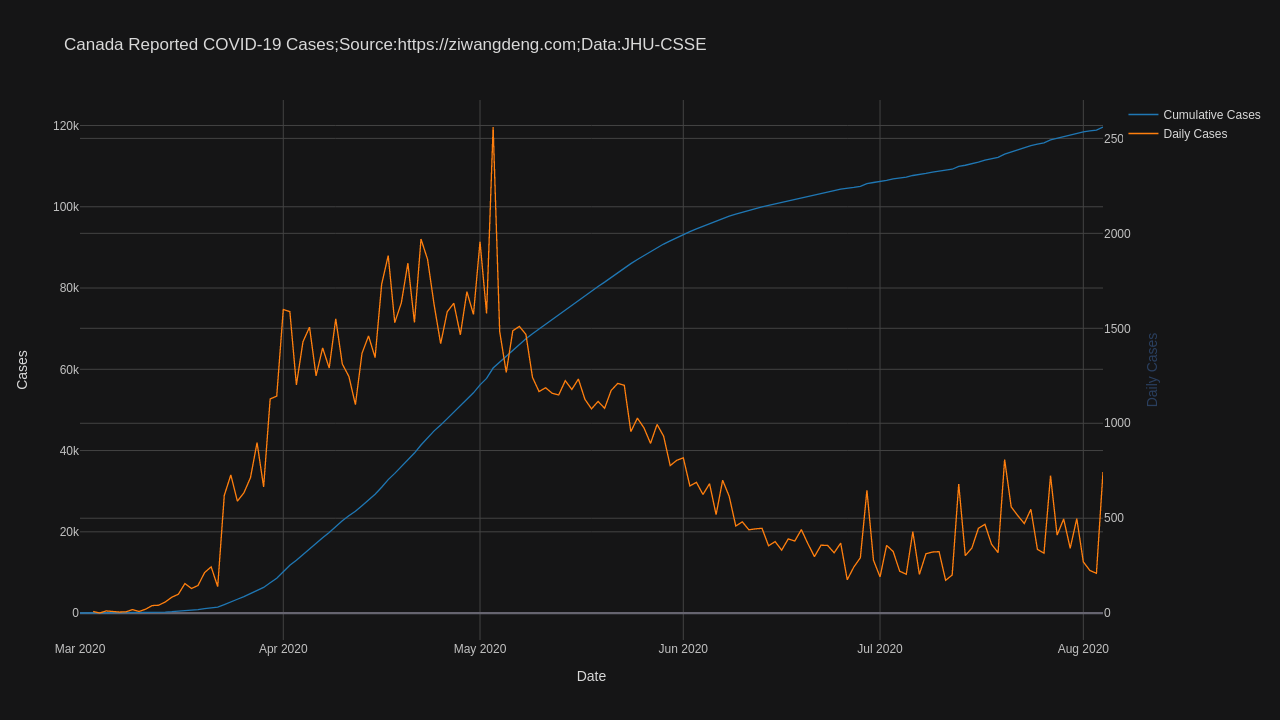 Canada Reported COVID-19 Cases;Source:https://ziwangdeng.com;Data:JHU-CSSE
Cumulative Cases
Daily Cases
120k
100k
80k
60k
40k
20k
0
250
2000
1500
1000
500
0
Cases
Daily Cases
Mar 2020
Apr 2020
May 2020
Jun 2020
Jul 2020
Aug 2020
Date